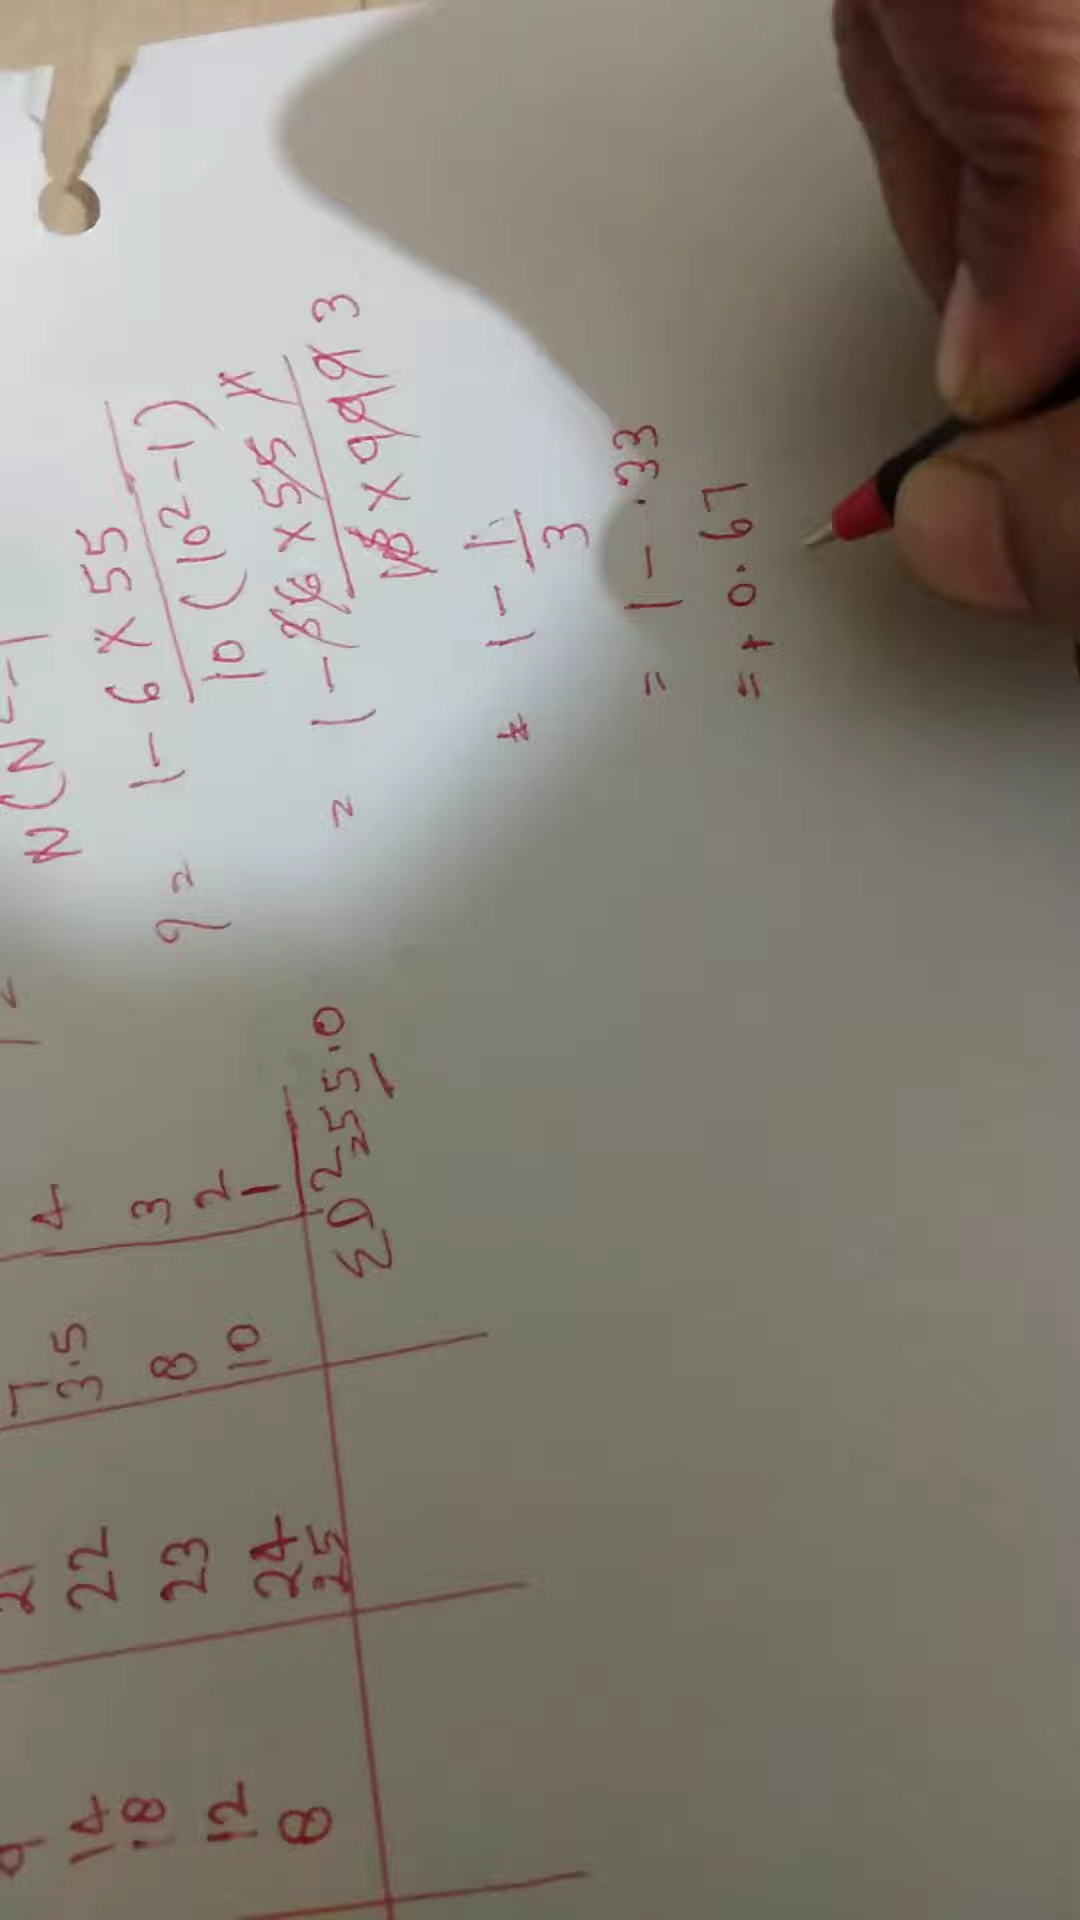 N(N²-1
ρ = 1 - 6 × 55
10 (10²-1)
= 1 - 6 × 55
10 × 99 3
= 1 - 1
3
= 1 - .33
= + 0.67
21 7 4
14 22 3.5 3
18 23 8 2
12 24 10 1
8 25
ΣD² = 55.0